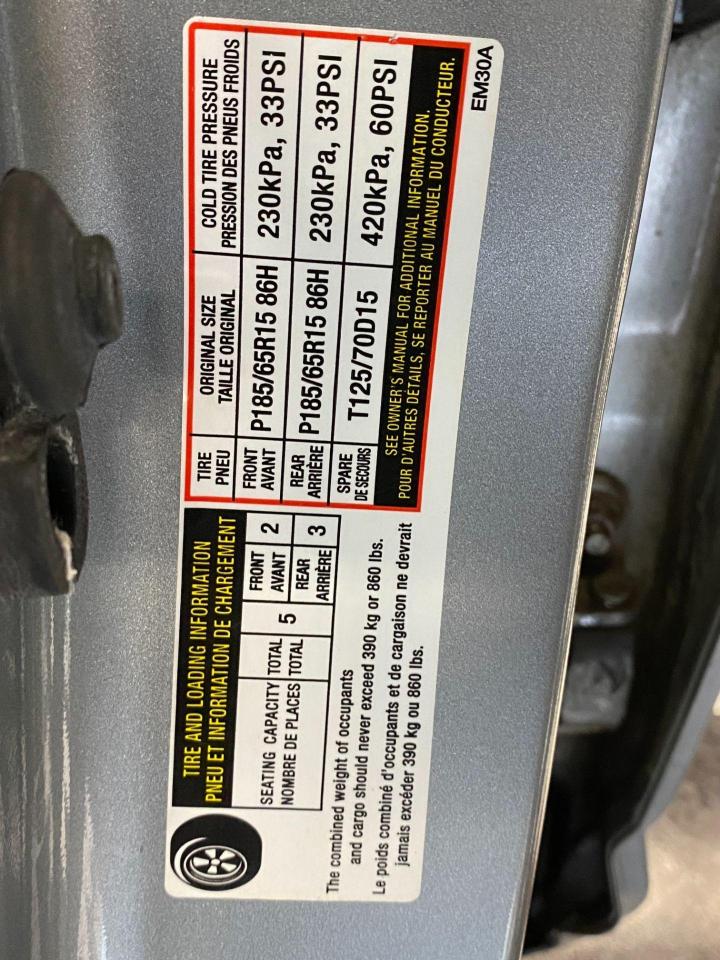 TIRE AND LOADING INFORMATION
PNEU ET INFORMATION DE CHARGEMENT
SEATING CAPACITY
NOMBRE DE PLACES
TOTAL
TOTAL
5
FRONT
AVANT
2
REAR
ARRIÈRE
3
The combined weight of occupants
and cargo should never exceed 390 kg or 860 lbs.
Le poids combiné d'occupants et de cargaison ne devrait
jamais excéder 390 kg ou 860 lbs.
TIRE
PNEU
ORIGINAL SIZE
TAILLE ORIGINAL
COLD TIRE PRESSURE
PRESSION DES PNEUS FROIDS
FRONT
AVANT
P185/65R15 86H
230kPa, 33PSI
REAR
ARRIÈRE
P185/65R15 86H
230kPa, 33PSI
SPARE
DE SECOURS
T125/70D15
420kPa, 60PSI
SEE OWNER'S MANUAL FOR ADDITIONAL INFORMATION.
POUR D'AUTRES DÉTAILS, SE REPORTER AU MANUEL DU CONDUCTEUR.
EM30A